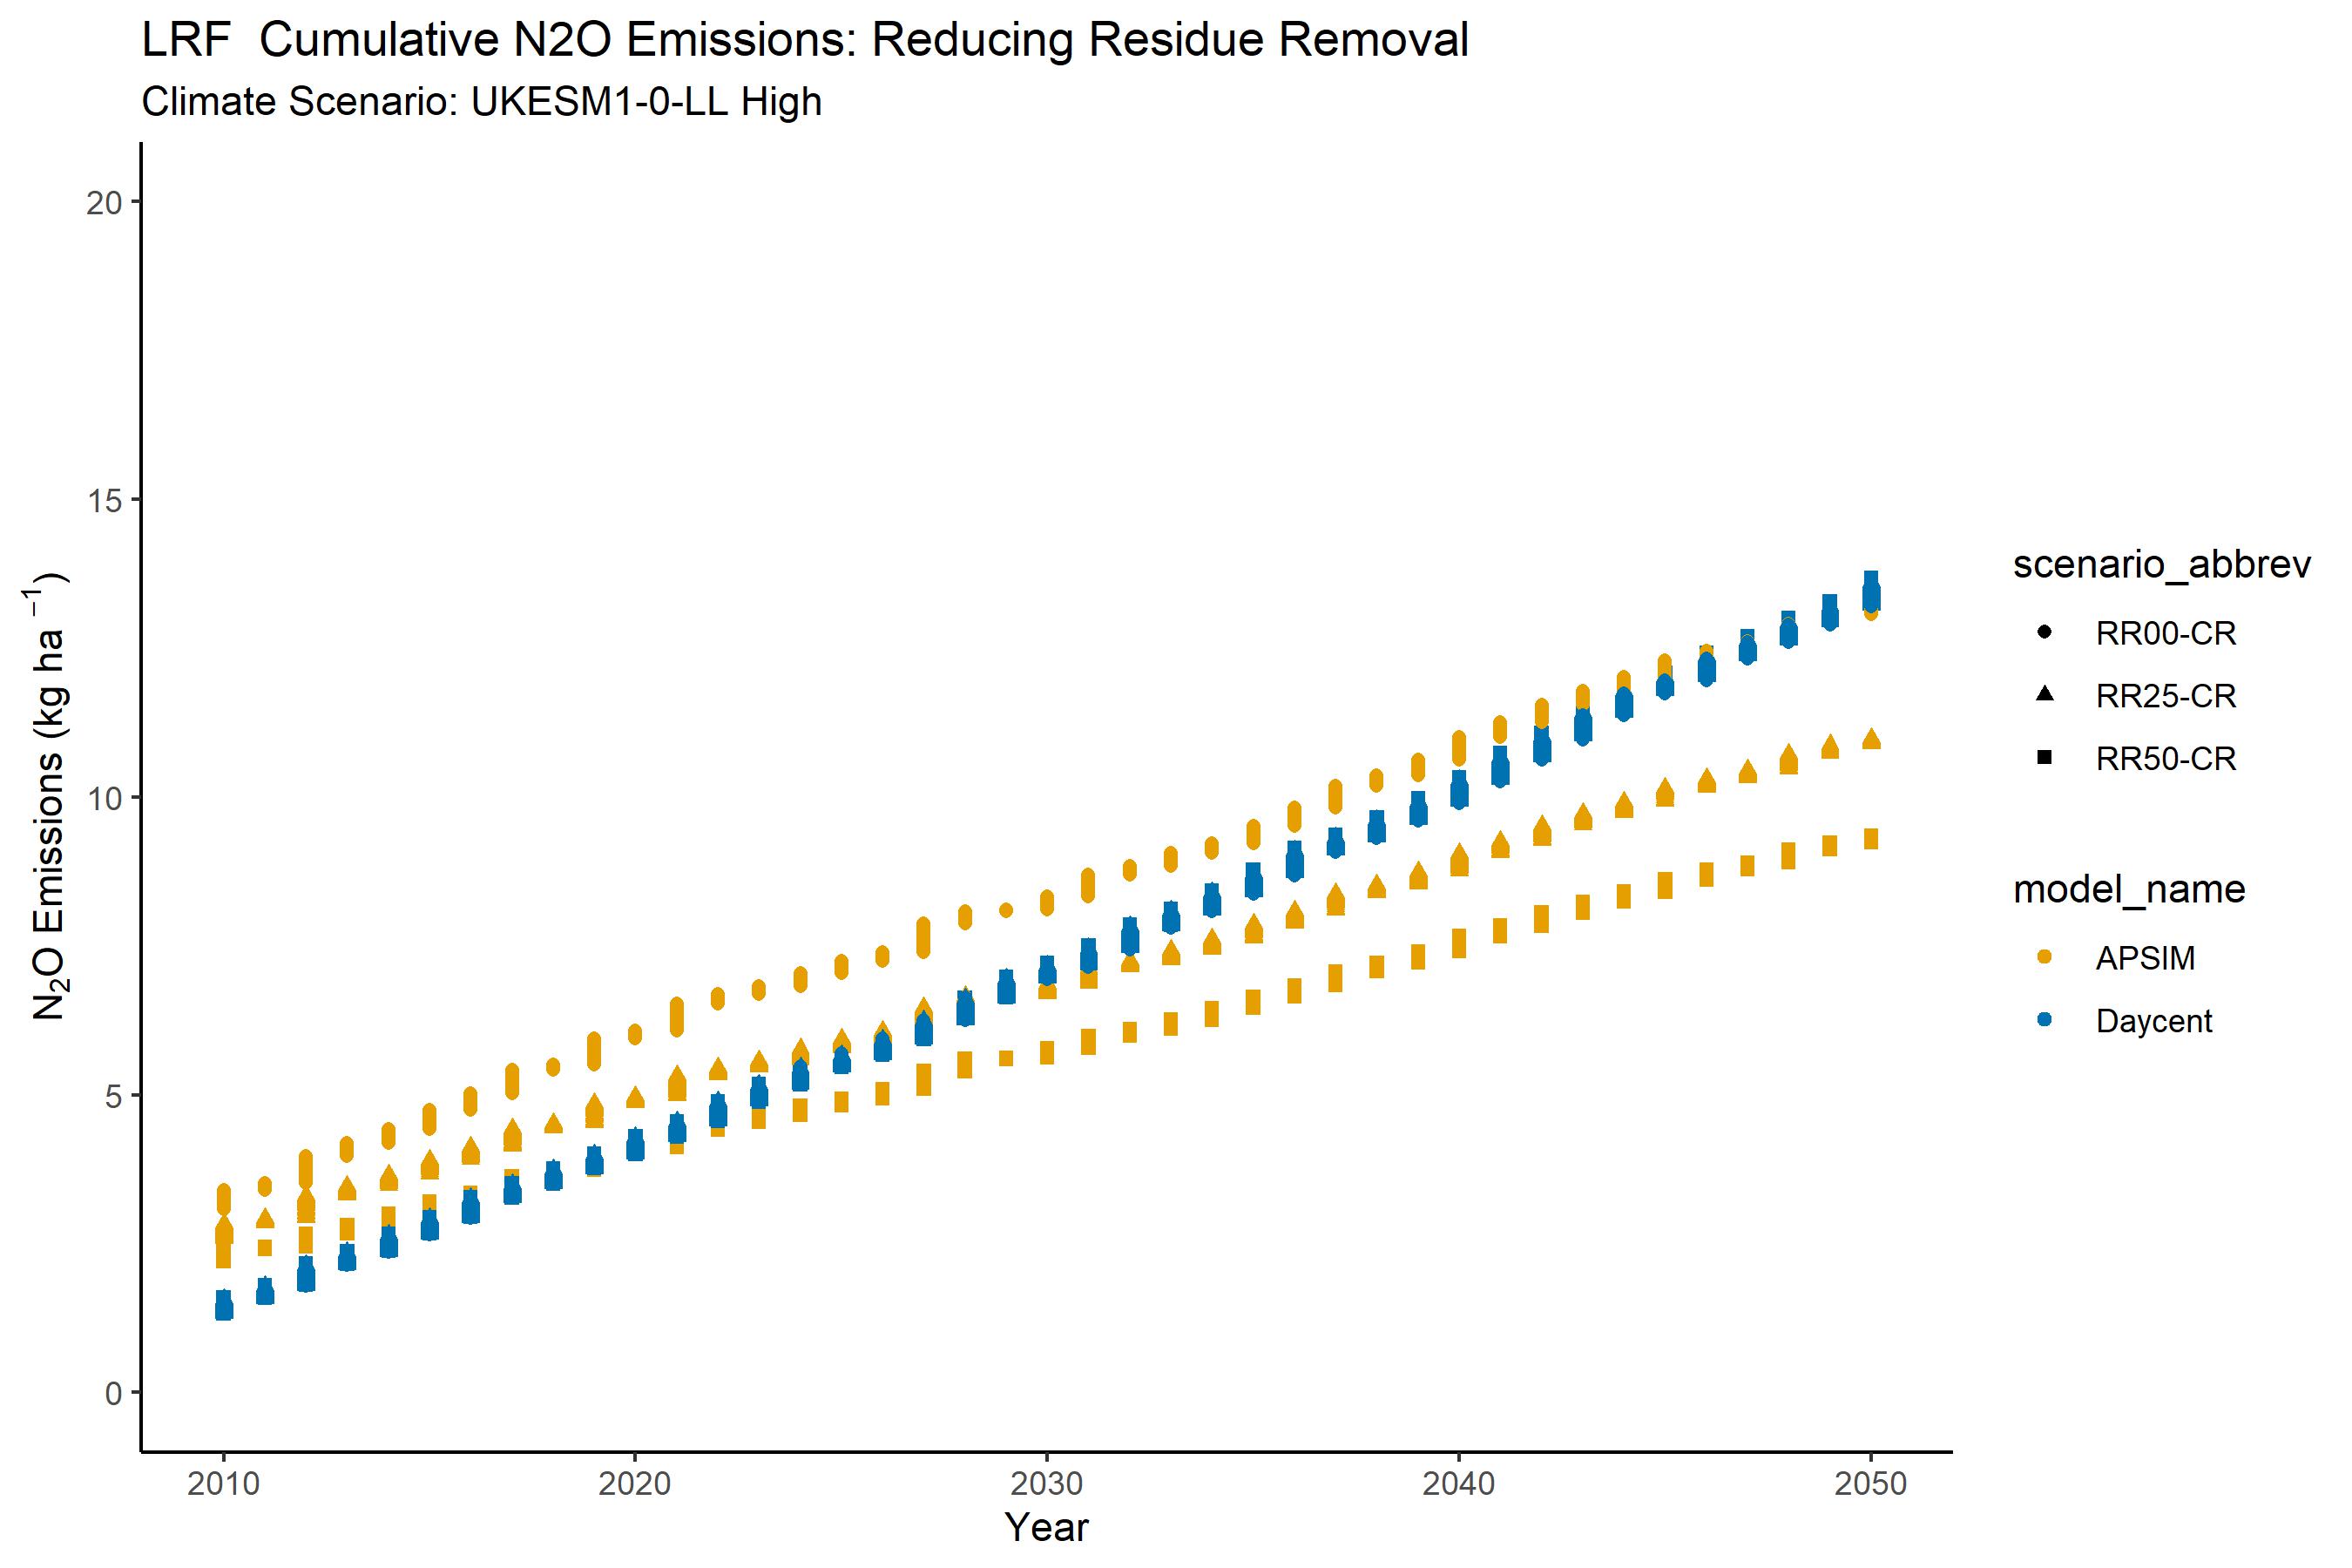 LRF  Cumulative N2O Emissions: Reducing Residue Removal
Climate Scenario: UKESM1-0-LL High
20
15
10
5
0
N₂O Emissions (kg ha ⁻¹)
2010 2020 2030 2040 2050
Year
scenario_abbrev
RR00-CR
RR25-CR
RR50-CR
model_name
APSIM
Daycent